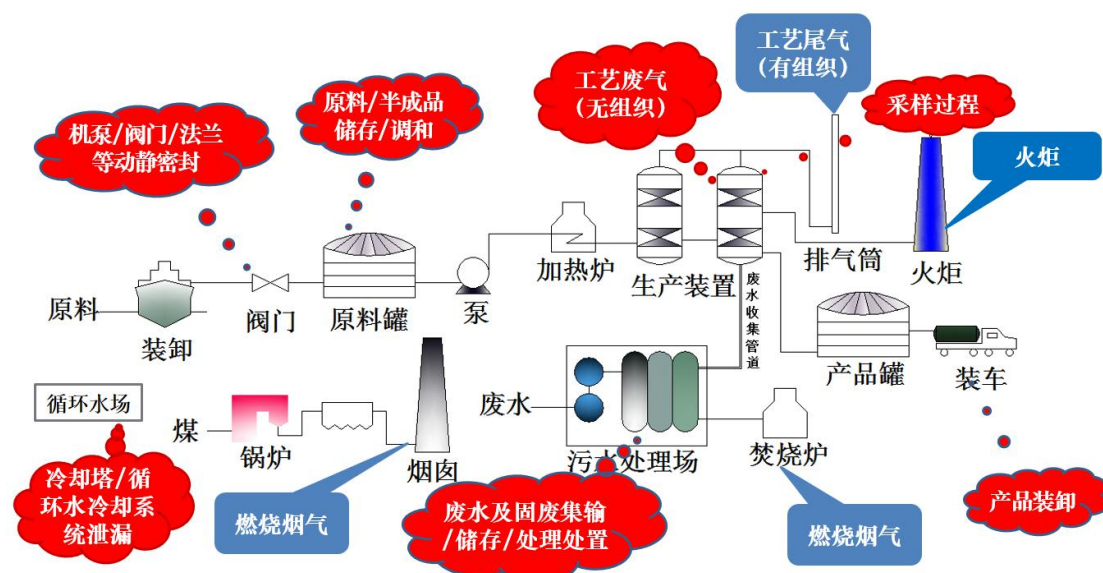 工艺尾气
（有组织）
工艺废气
（无组织）
采样过程
原料/半成品
储存/调和
机泵/阀门/法兰
等动静密封
火炬
加热炉
生产装置
排气筒
火炬
原料
装卸
阀门
原料罐
泵
废水收集管道
产品罐
装车
循环水场
煤
锅炉
烟囱
废水
污水处理场
焚烧炉
冷却塔/循
环水冷却系
统泄漏
燃烧烟气
废水及固废集输
/储存/处理处置
燃烧烟气
产品装卸